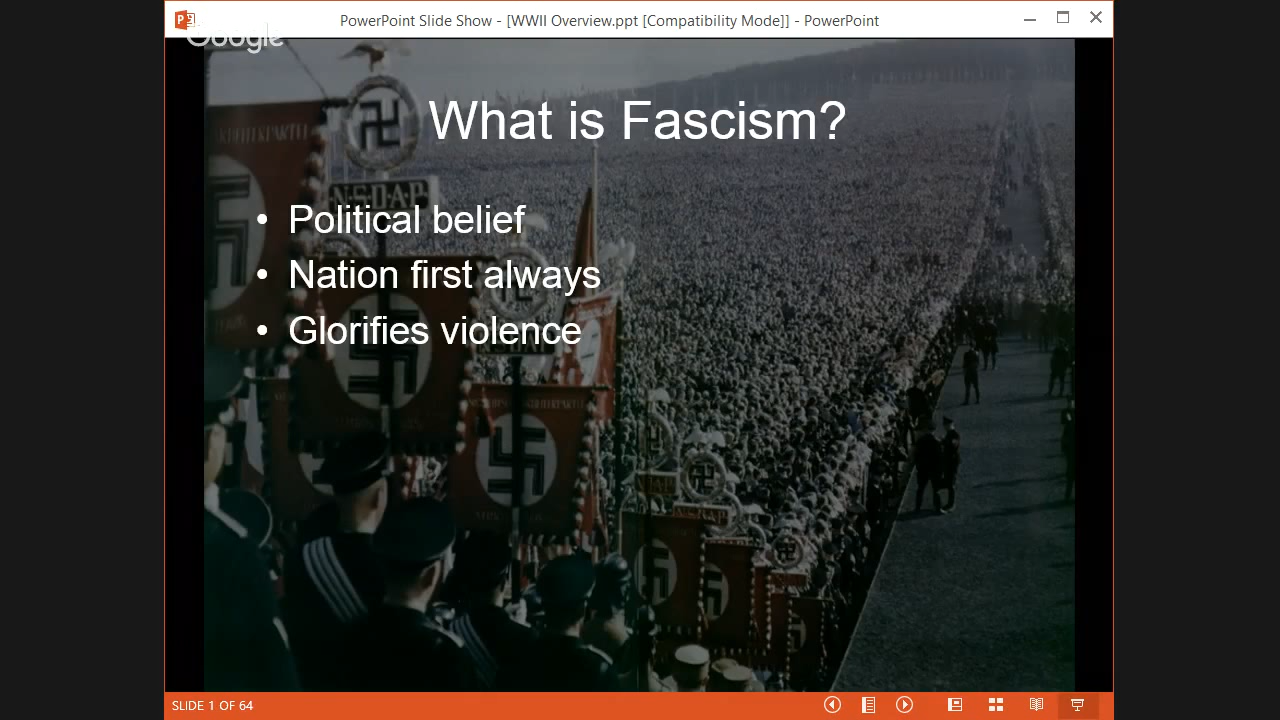 PowerPoint Slide Show - [WWII Overview.ppt [Compatibility Mode]] - PowerPoint
Google
What is Fascism?
N.S.D.A.P.
• Political belief
• Nation first always
• Glorifies violence
SLIDE 1 OF 64